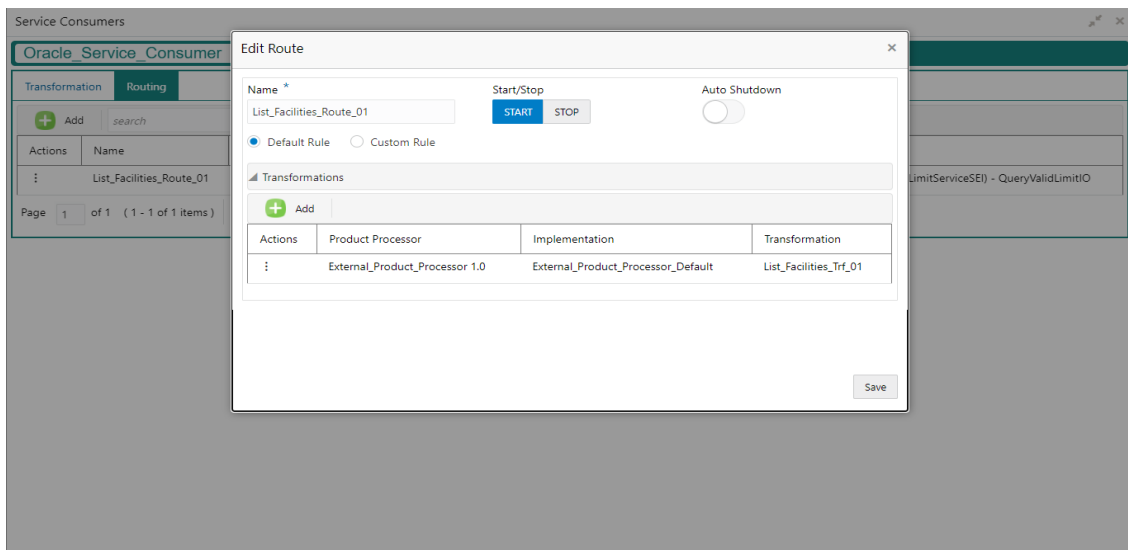 Service Consumers
Oracle_Service_Consumer
Transformation Routing
Add search
Actions Name
List_Facilities_Route_01 LimitServiceSEI) - QueryValidLimitIO
Page 1 of 1 ( 1 - 1 of 1 items )
Edit Route
Name * Start/Stop Auto Shutdown
List_Facilities_Route_01 START STOP
Default Rule Custom Rule
Transformations
Add
Actions Product Processor Implementation Transformation
External_Product_Processor 1.0 External_Product_Processor_Default List_Facilities_Trf_01
Save